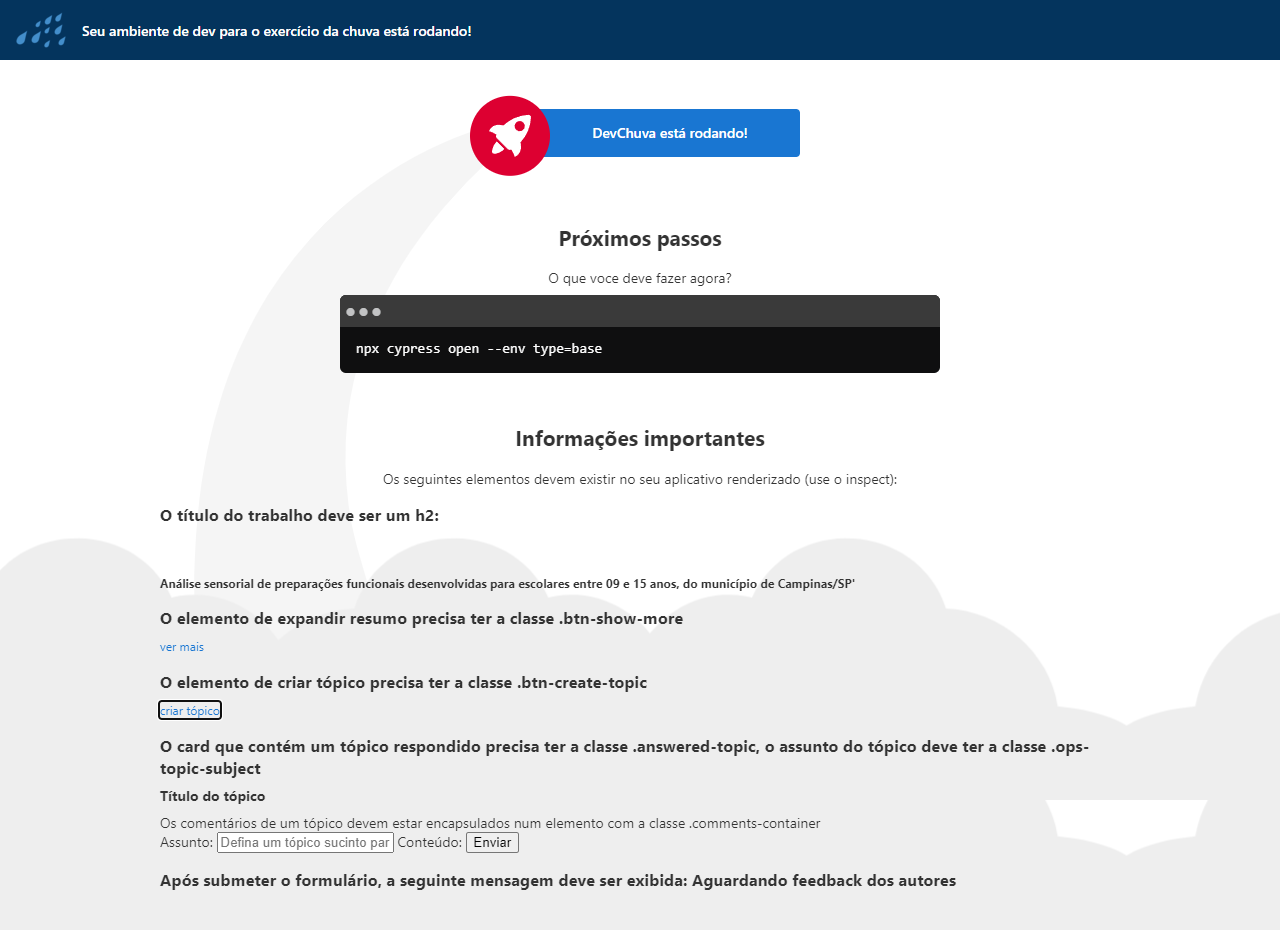 Seu ambiente de dev para o exercício da chuva está rodando!
DevChuva está rodando!
Próximos passos
O que voce deve fazer agora?
npx cypress open --env type=base
Informações importantes
Os seguintes elementos devem existir no seu aplicativo renderizado (use o inspect):
O título do trabalho deve ser um h2:
Análise sensorial de preparações funcionais desenvolvidas para escolares entre 09 e 15 anos, do município de Campinas/SP'
O elemento de expandir resumo precisa ter a classe .btn-show-more
ver mais
O elemento de criar tópico precisa ter a classe .btn-create-topic
criar tópico
O card que contém um tópico respondido precisa ter a classe .answered-topic, o assunto do tópico deve ter a classe .ops-
topic-subject
Título do tópico
Os comentários de um tópico devem estar encapsulados num elemento com a classe .comments-container
Assunto: Defina um tópico sucinto par Conteúdo: Enviar
Após submeter o formulário, a seguinte mensagem deve ser exibida: Aguardando feedback dos autores